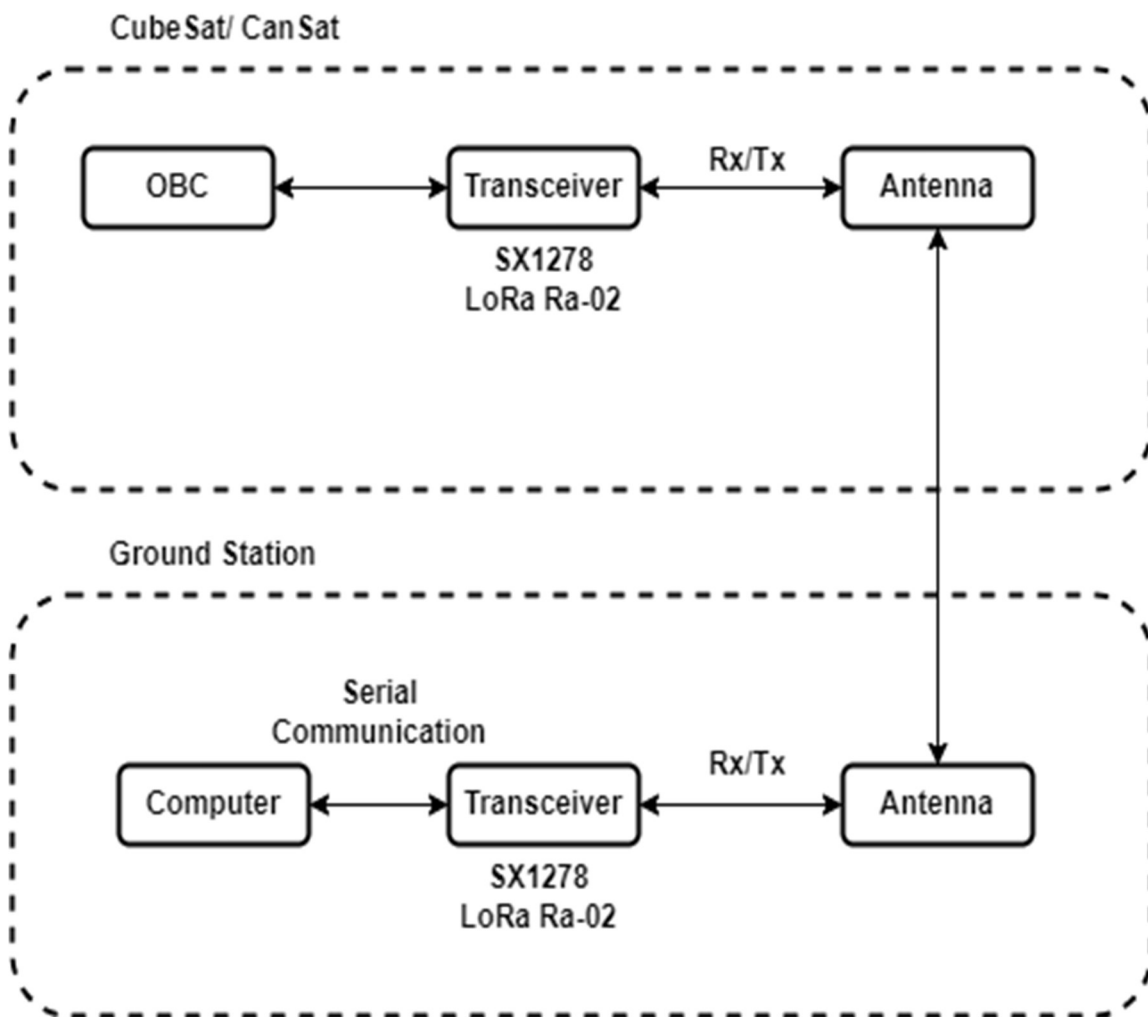 CubeSat/ CanSat
OBC
Transceiver
Rx/Tx
Antenna
SX1278
LoRa Ra-02
Ground Station
Serial
Communication
Computer
Transceiver
Rx/Tx
Antenna
SX1278
LoRa Ra-02